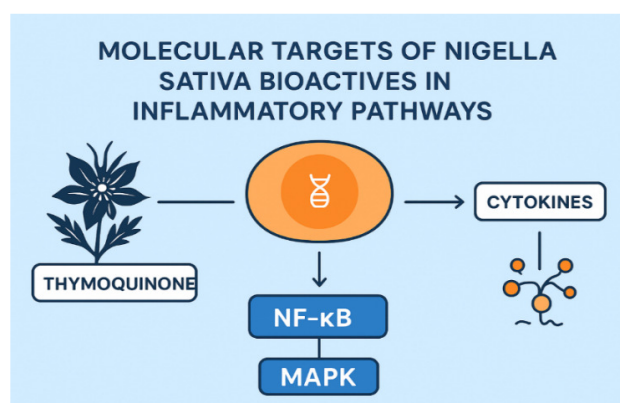 MOLECULAR TARGETS OF NIGELLA
SATIVA BIOACTIVES IN
INFLAMMATORY PATHWAYS
CYTOKINES
THYMOQUINONE
NF-κB
MAPK